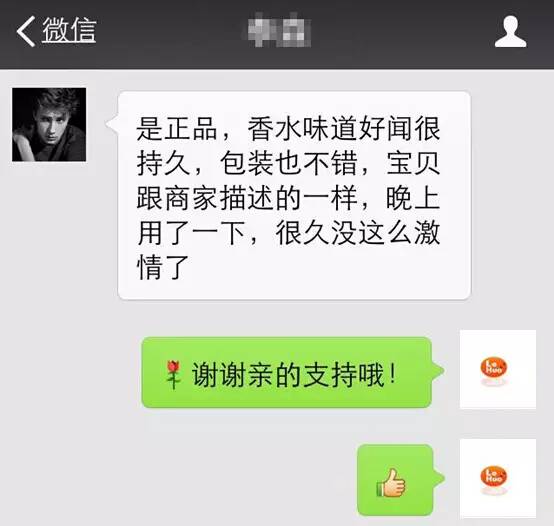 微信
是正品，香水味道好闻很
持久，包装也不错，宝贝
跟商家描述的一样，晚上
用了一下，很久没这么激
情了
🌹谢谢亲的支持哦！
Le
Huo
👍
Le
Huo